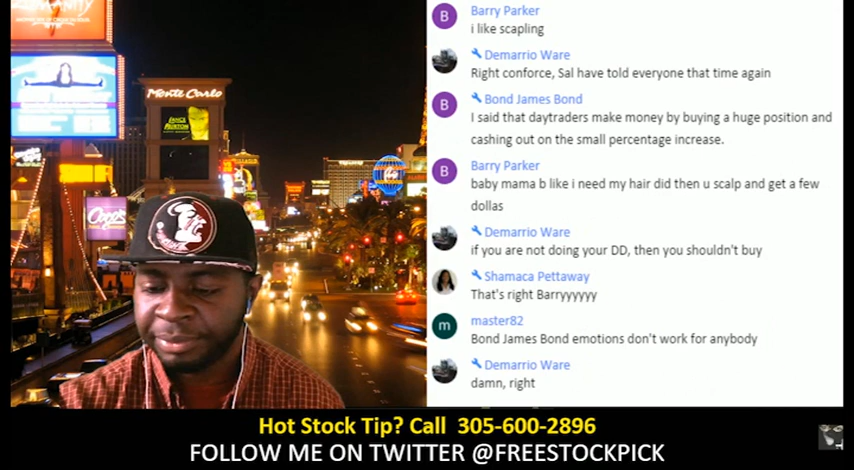 Monte Carlo
LANCE
BURTON
B
Barry Parker
i like scapling
Demarrio Ware
Right conforce, Sal have told everyone that time again
B
Bond James Bond
I said that daytraders make money by buying a huge position and
cashing out on the small percentage increase.
B
Barry Parker
baby mama b like i need my hair did then u scalp and get a few
dollas
Demarrio Ware
if you are not doing your DD, then you shouldn't buy
Shamaca Pettaway
That's right Barryyyyyy
m
master82
Bond James Bond emotions don't work for anybody
Demarrio Ware
damn, right
Hot Stock Tip? Call 305-600-2896
FOLLOW ME ON TWITTER @FREESTOCKPICK